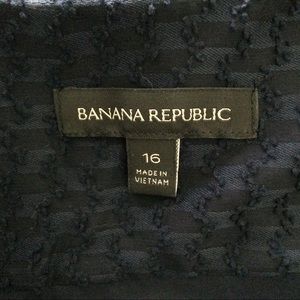 BANANA REPUBLIC
16
MADE IN
VIETNAM